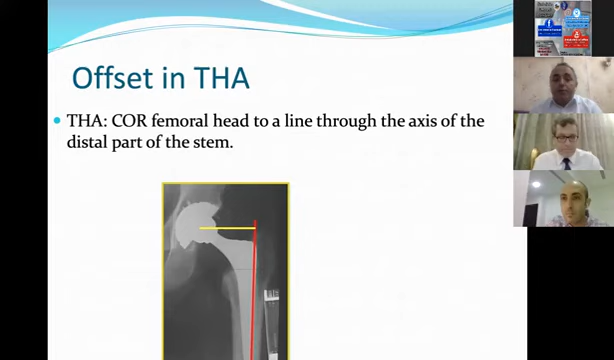 Offset in THA
THA: COR femoral head to a line through the axis of the
distal part of the stem.